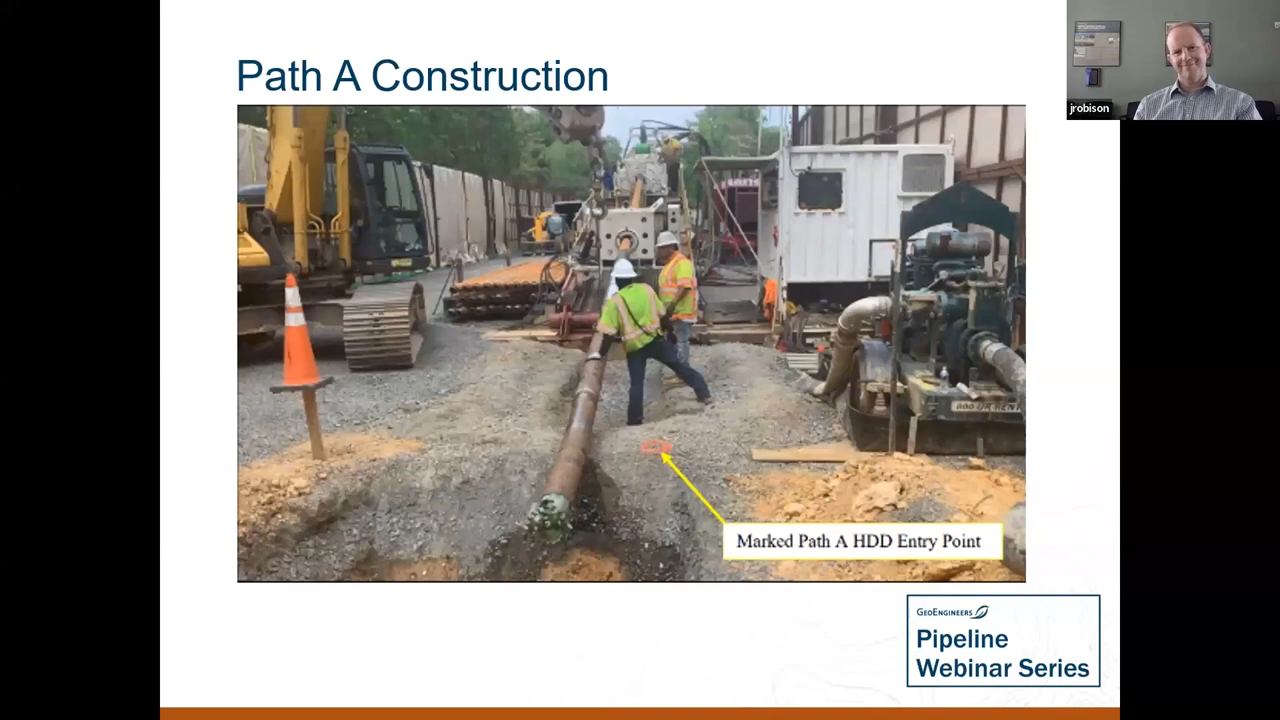 Path A Construction
jrobison
Marked Path A HDD Entry Point
GEOENGINEERS
Pipeline
Webinar Series